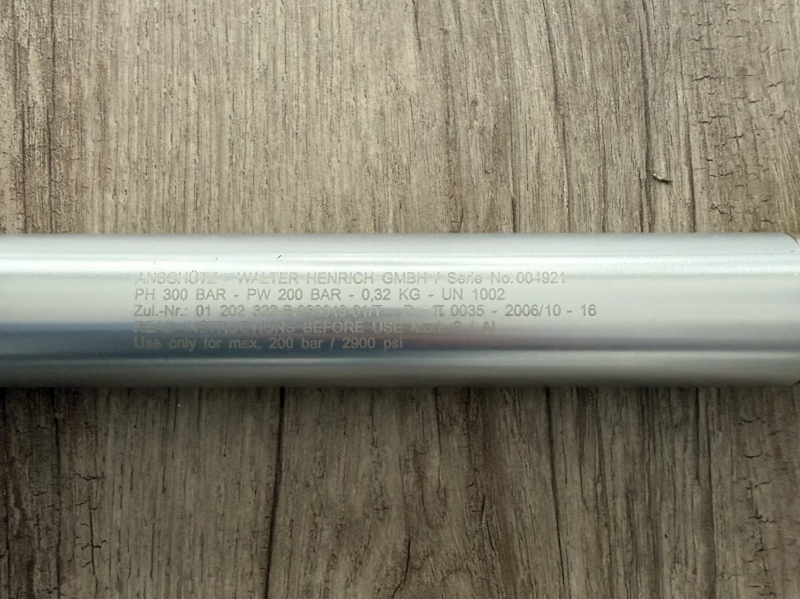 ANSCHÜTZ - WALTER HENRICH GMBH / Serie No. 004921
PH 300 BAR - PW 200 BAR - 0,32 KG - UN 1002
Zul.-Nr.: 01 202 322-B- π 0035 - 2006/10 - 16
READ INSTRUCTIONS BEFORE USE / AL
Use only for max. 200 bar / 2900 psi